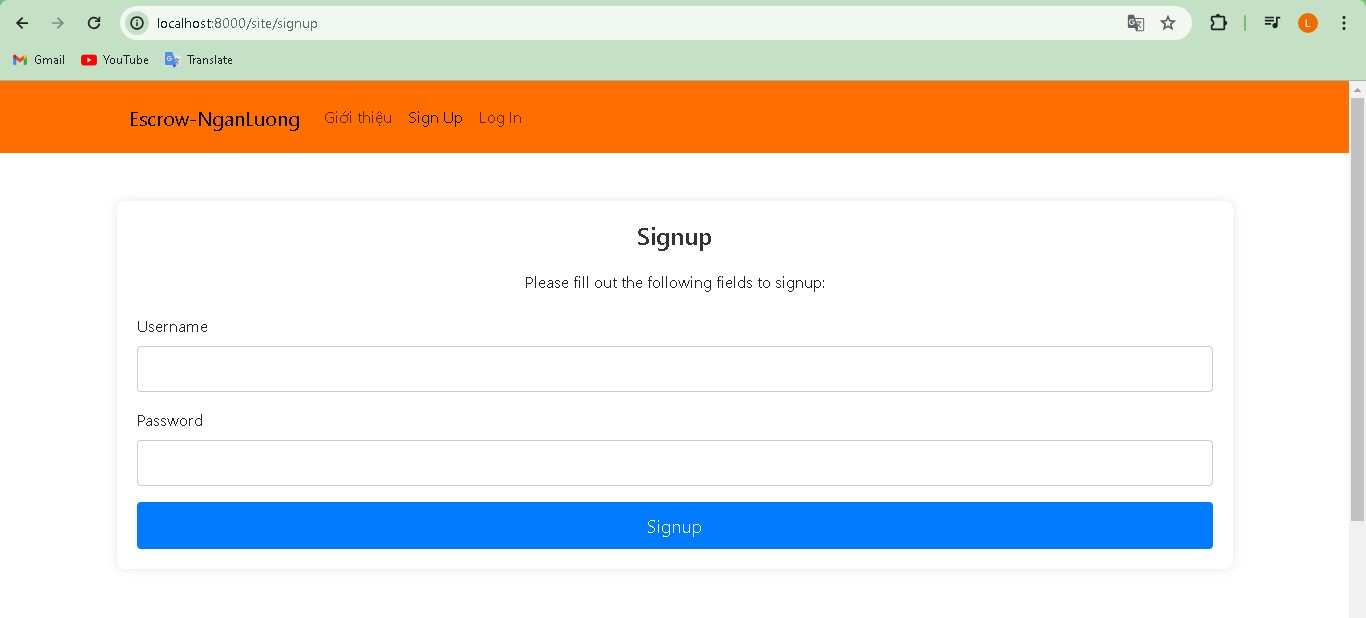 localhost:8000/site/signup
L
Gmail YouTube Translate
Escrow-NganLuong Giới thiệu Sign Up Log In
Signup
Please fill out the following fields to signup:
Username
Password
Signup